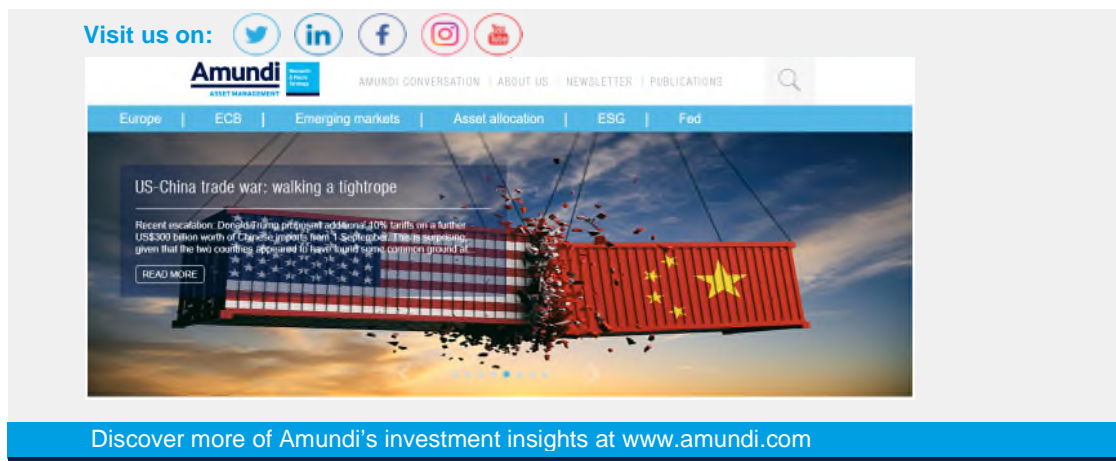 Visit us on:
Amundi
ASSET MANAGEMENT
AMUNDI CONVERSATION | ABOUT US | NEWSLETTER | PUBLICATIONS
Europe | ECB | Emerging markets | Asset allocation | ESG | Fed
US-China trade war: walking a tightrope
Recent escalation: Donald Trump proposed additional 10% tariffs on a further
US$300 billion worth of Chinese imports from 1 September. This is surprising,
given that the two countries appeared to have found some common ground at
READ MORE
Discover more of Amundi’s investment insights at www.amundi.com